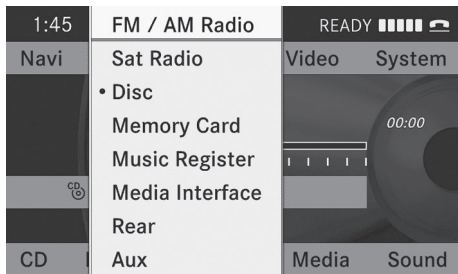 1:45 FM / AM Radio READY
Navi Sat Radio Video System
• Disc
Memory Card 00:00
Music Register
CD Media Interface
Rear
CD Aux Media Sound